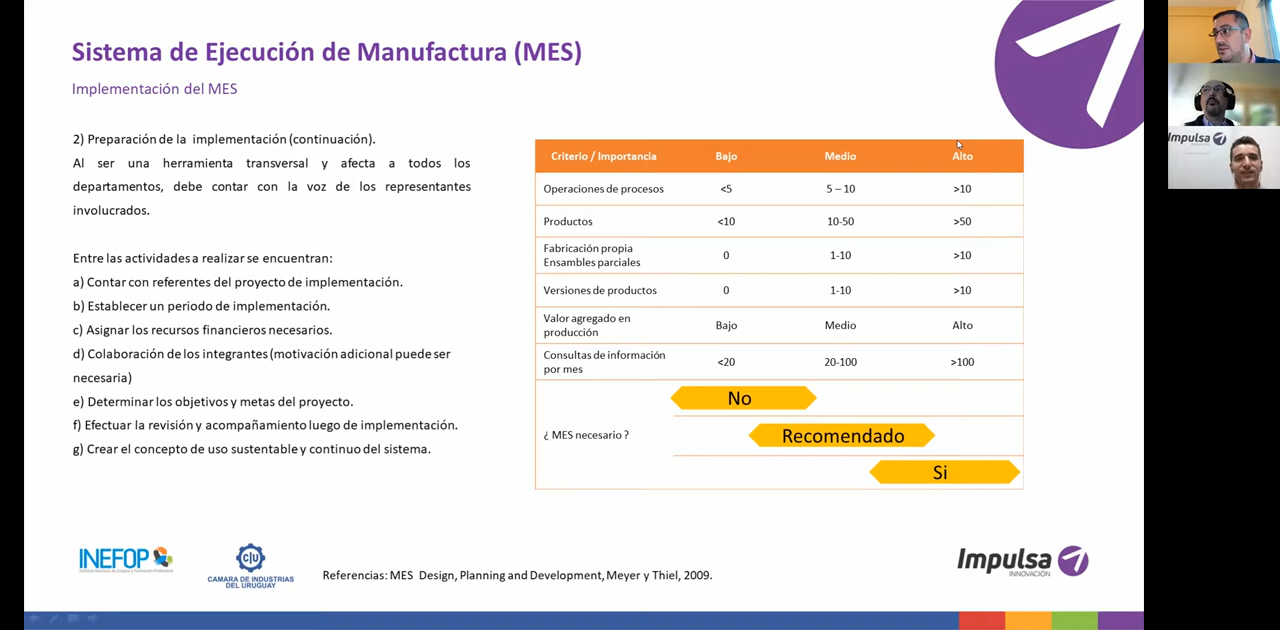 Sistema de Ejecución de Manufactura (MES)
Implementación del MES
2) Preparación de la implementación (continuación).
Al ser una herramienta transversal y afecta a todos los
departamentos, debe contar con la voz de los representantes
involucrados.
Entre las actividades a realizar se encuentran:
a) Contar con referentes del proyecto de implementación.
b) Establecer un periodo de implementación.
c) Asignar los recursos financieros necesarios.
d) Colaboración de los integrantes (motivación adicional puede ser
necesaria)
e) Determinar los objetivos y metas del proyecto.
f) Efectuar la revisión y acompañamiento luego de implementación.
g) Crear el concepto de uso sustentable y continuo del sistema.
Criterio / Importancia Bajo Medio Alto
Operaciones de procesos <5 5 – 10 >10
Productos <10 10-50 >50
Fabricación propia
Ensambles parciales 0 1-10 >10
Versiones de productos 0 1-10 >10
Valor agregado en
producción Bajo Medio Alto
Consultas de información
por mes <20 20-100 >100
¿ MES necesario ?
No
Recomendado
Si
INEFOP
CIU
CAMARA DE INDUSTRIAS
DEL URUGUAY
Referencias: MES Design, Planning and Development, Meyer y Thiel, 2009.
Impulsa
INNOVACIÓN
Impulsa